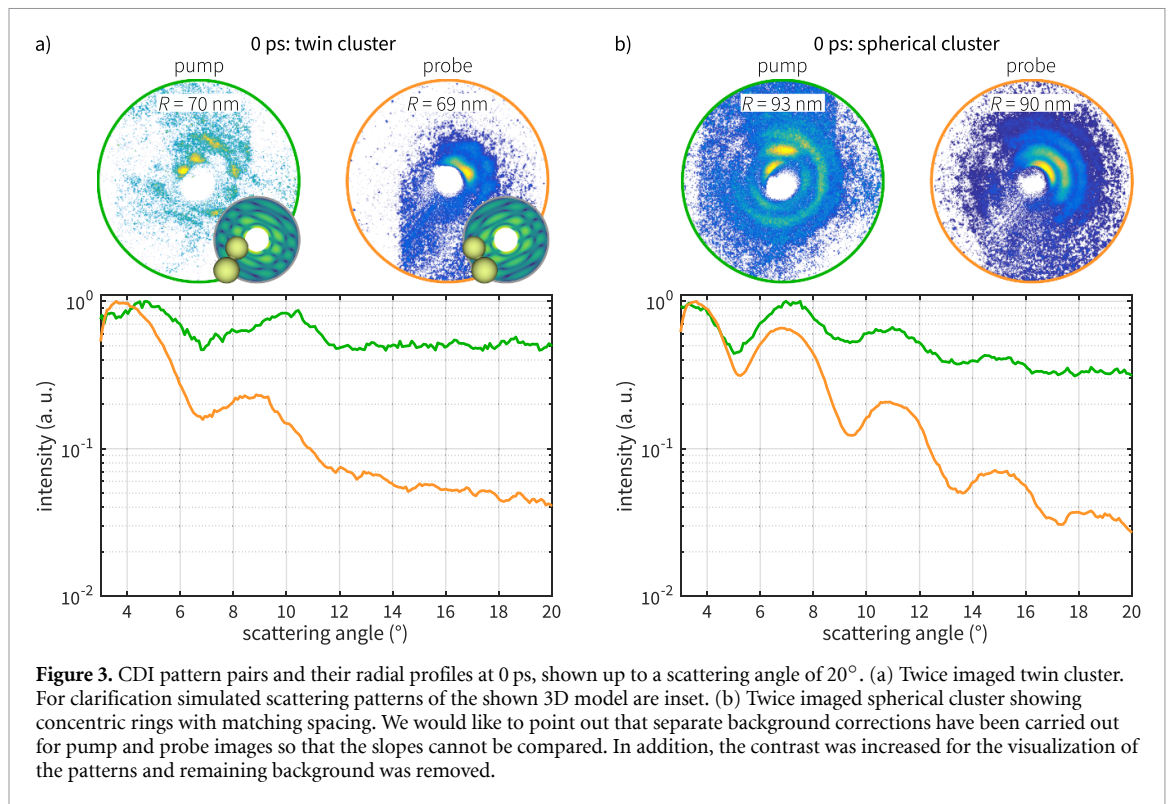 a)
0 ps: twin cluster
pump
probe
R = 70 nm
R = 69 nm
b)
0 ps: spherical cluster
pump
probe
R = 93 nm
R = 90 nm
10⁰
10⁻¹
10⁻²
intensity (a. u.)
4 6 8 10 12 14 16 18 20
scattering angle (°)
10⁰
10⁻¹
10⁻²
intensity (a. u.)
4 6 8 10 12 14 16 18 20
scattering angle (°)
Figure 3. CDI pattern pairs and their radial profiles at 0 ps, shown up to a scattering angle of 20°. (a) Twice imaged twin cluster.
For clarification simulated scattering patterns of the shown 3D model are inset. (b) Twice imaged spherical cluster showing
concentric rings with matching spacing. We would like to point out that separate background corrections have been carried out
for pump and probe images so that the slopes cannot be compared. In addition, the contrast was increased for the visualization of
the patterns and remaining background was removed.